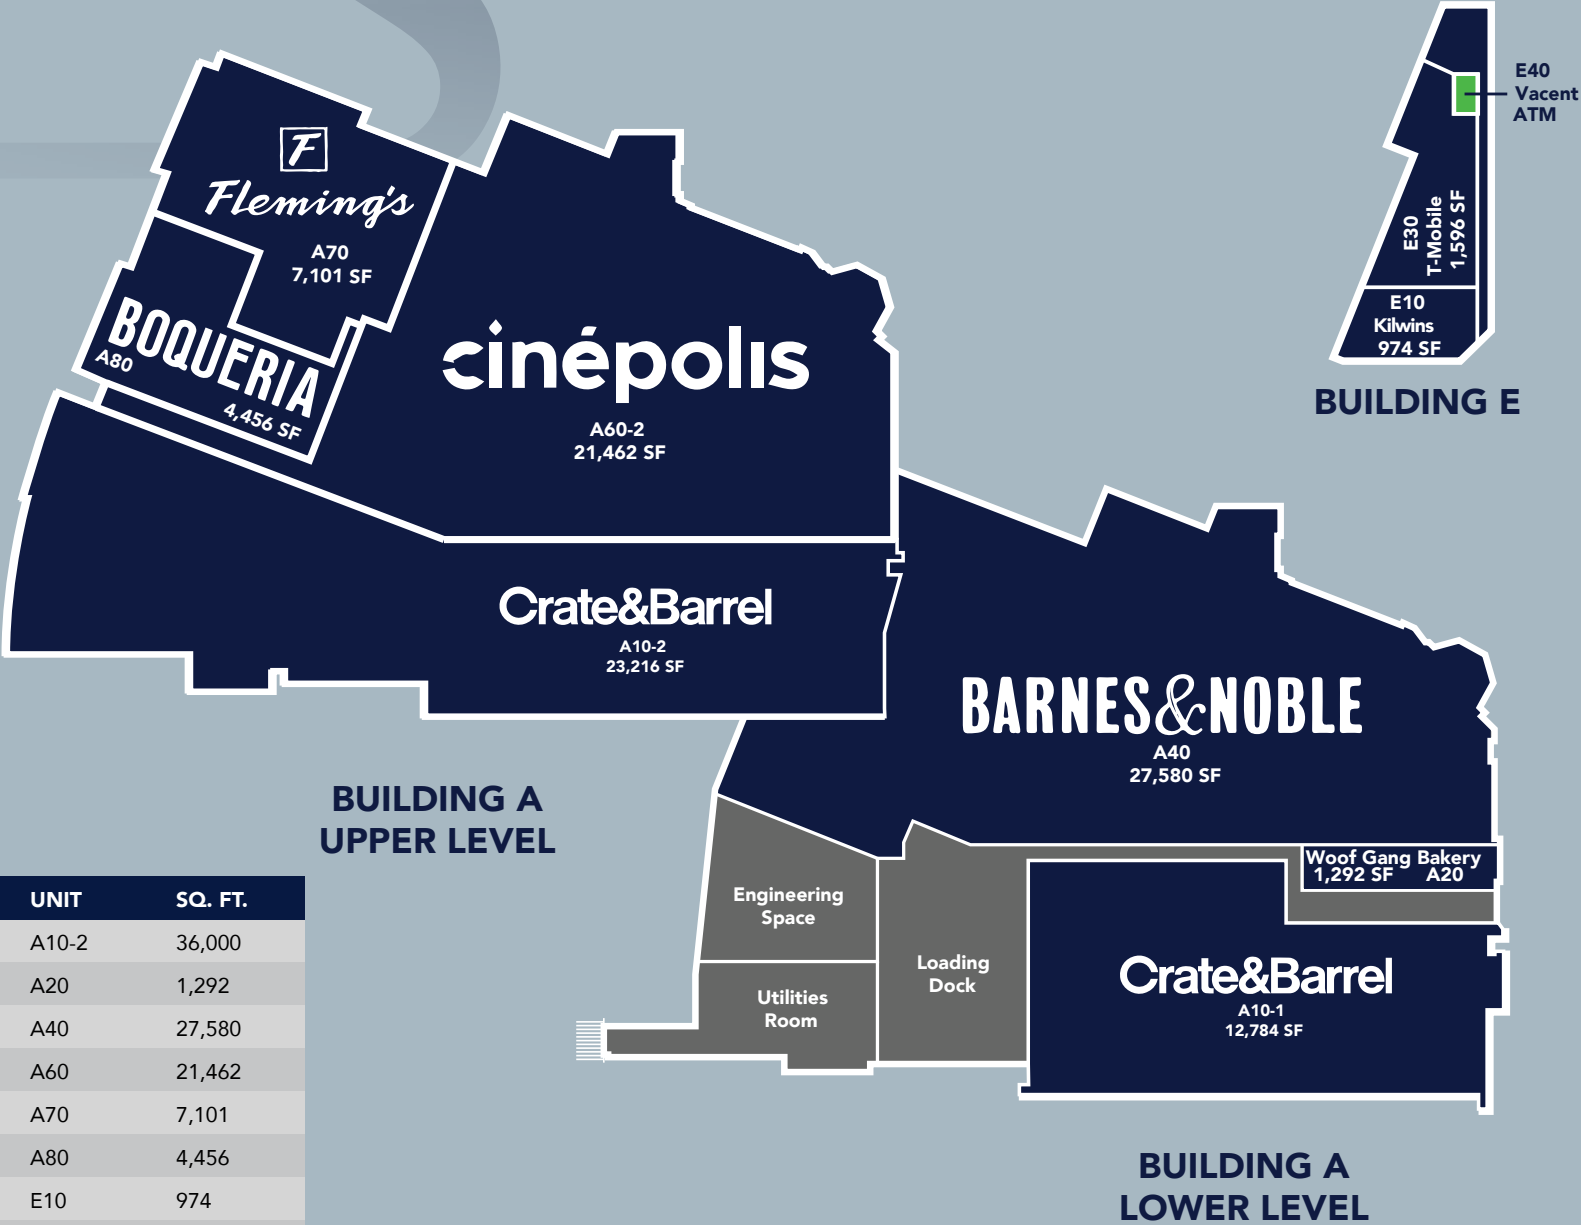 E40
Vacent
ATM
F
Fleming's
A70
7,101 SF
BOQUERIA
A80
4,456 SF
cinépolis
A60-2
21,462 SF
E30
T-Mobile
1,596 SF
E10
Kilwins
974 SF
BUILDING E
Crate&Barrel
A10-2
23,216 SF
BARNES&NOBLE
A40
27,580 SF
BUILDING A
UPPER LEVEL
Woof Gang Bakery
1,292 SF A20
Engineering
Space
Loading
Dock
Utilities
Room
Crate&Barrel
A10-1
12,784 SF
BUILDING A
LOWER LEVEL
UNIT SQ. FT.
A10-2 36,000
A20 1,292
A40 27,580
A60 21,462
A70 7,101
A80 4,456
E10 974